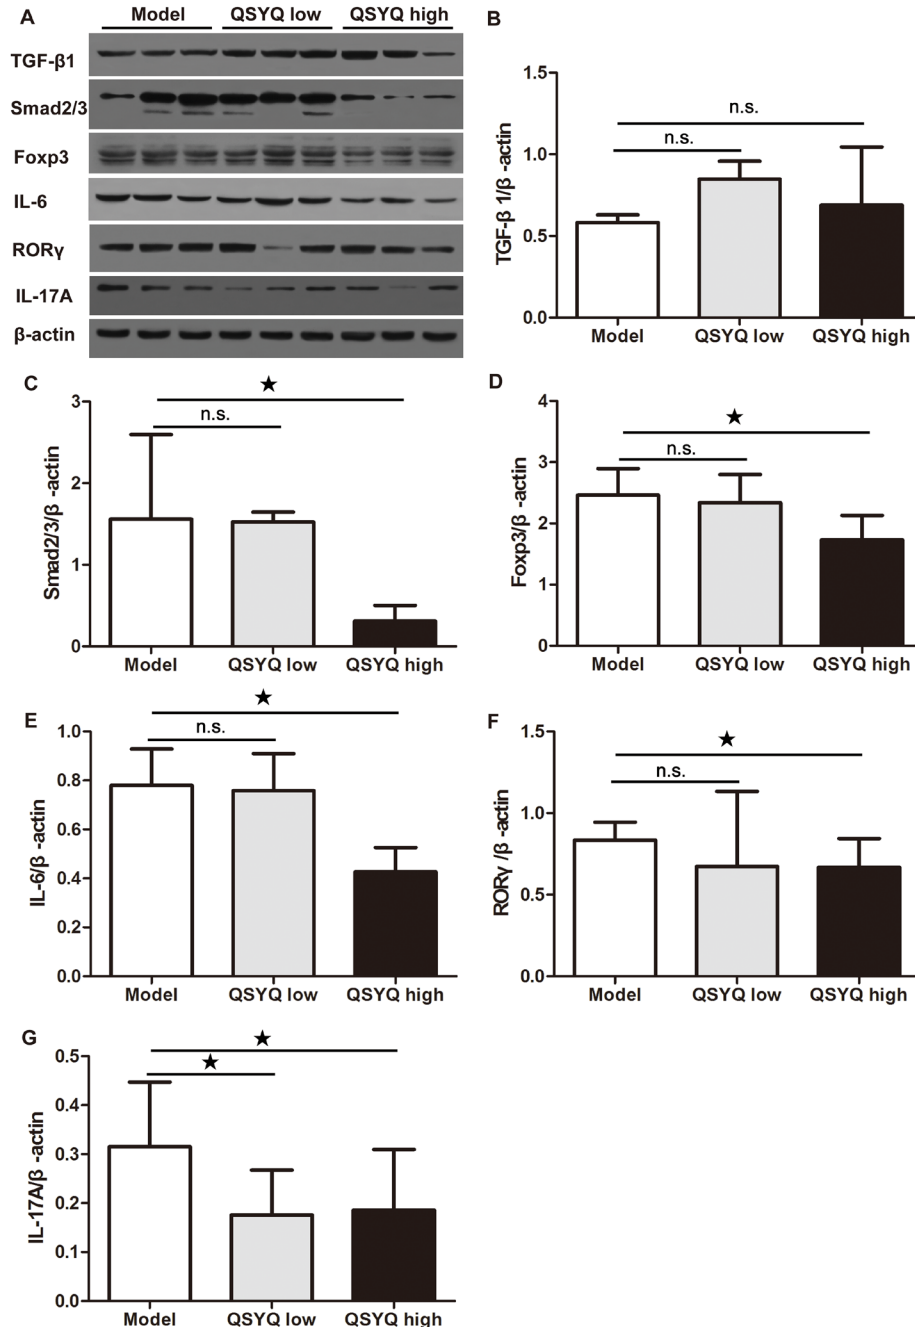 A
Model QSYQ low QSYQ high
TGF-β1
Smad2/3
Foxp3
IL-6
RORγ
IL-17A
β-actin
B
TGF-β 1/β -actin
1.5
1.0
0.5
0.0
n.s.
n.s.
Model QSYQ low QSYQ high
C
Smad2/3/β -actin
3
2
1
0
★
n.s.
Model QSYQ low QSYQ high
D
Foxp3/β -actin
4
3
2
1
0
★
n.s.
Model QSYQ low QSYQ high
E
IL-6/β -actin
1.0
0.8
0.6
0.4
0.2
0.0
★
n.s.
Model QSYQ low QSYQ high
F
RORγ /β -actin
1.5
1.0
0.5
0.0
★
n.s.
Model QSYQ low QSYQ high
G
IL-17A/β -actin
0.5
0.4
0.3
0.2
0.1
0.0
★
★
Model QSYQ low QSYQ high